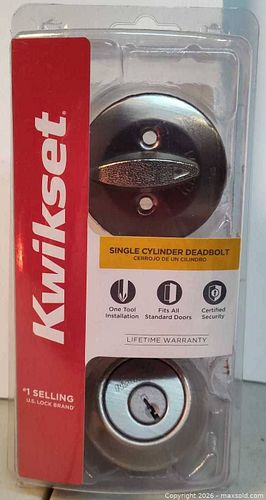 Kwikset
SINGLE CYLINDER DEADBOLT
CERROJO DE UN CILINDRO
One Tool
Installation
Fits All
Standard Doors
Certified
Security
LIFETIME WARRANTY
#1 SELLING
U.S. LOCK BRAND
Copyright 2026 - maxsold.com